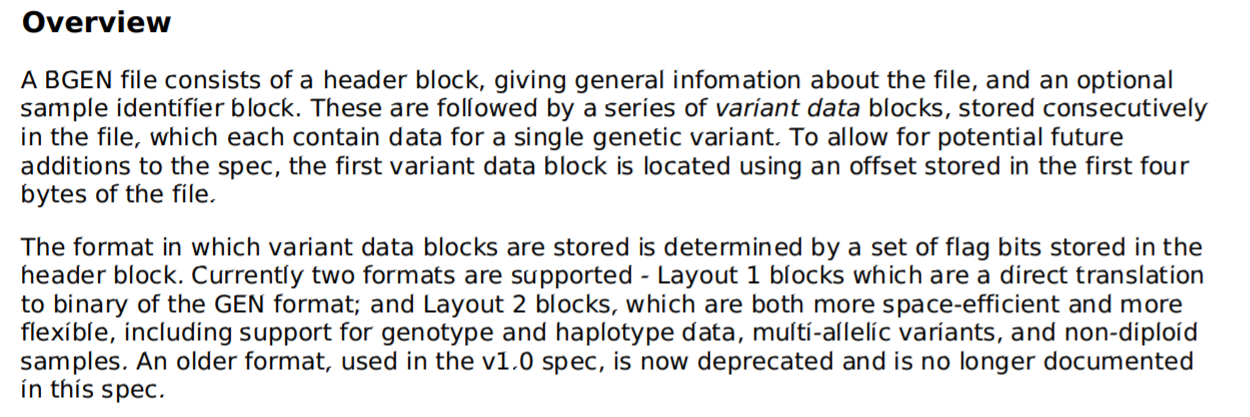 Overview
A BGEN file consists of a header block, giving general infomation about the file, and an optional
sample identifier block. These are followed by a series of variant data blocks, stored consecutively
in the file, which each contain data for a single genetic variant. To allow for potential future
additions to the spec, the first variant data block is located using an offset stored in the first four
bytes of the file.
The format in which variant data blocks are stored is determined by a set of flag bits stored in the
header block. Currently two formats are supported - Layout 1 blocks which are a direct translation
to binary of the GEN format; and Layout 2 blocks, which are both more space-efficient and more
flexible, including support for genotype and haplotype data, multi-allelic variants, and non-diploid
samples. An older format, used in the v1.0 spec, is now deprecated and is no longer documented
in this spec.